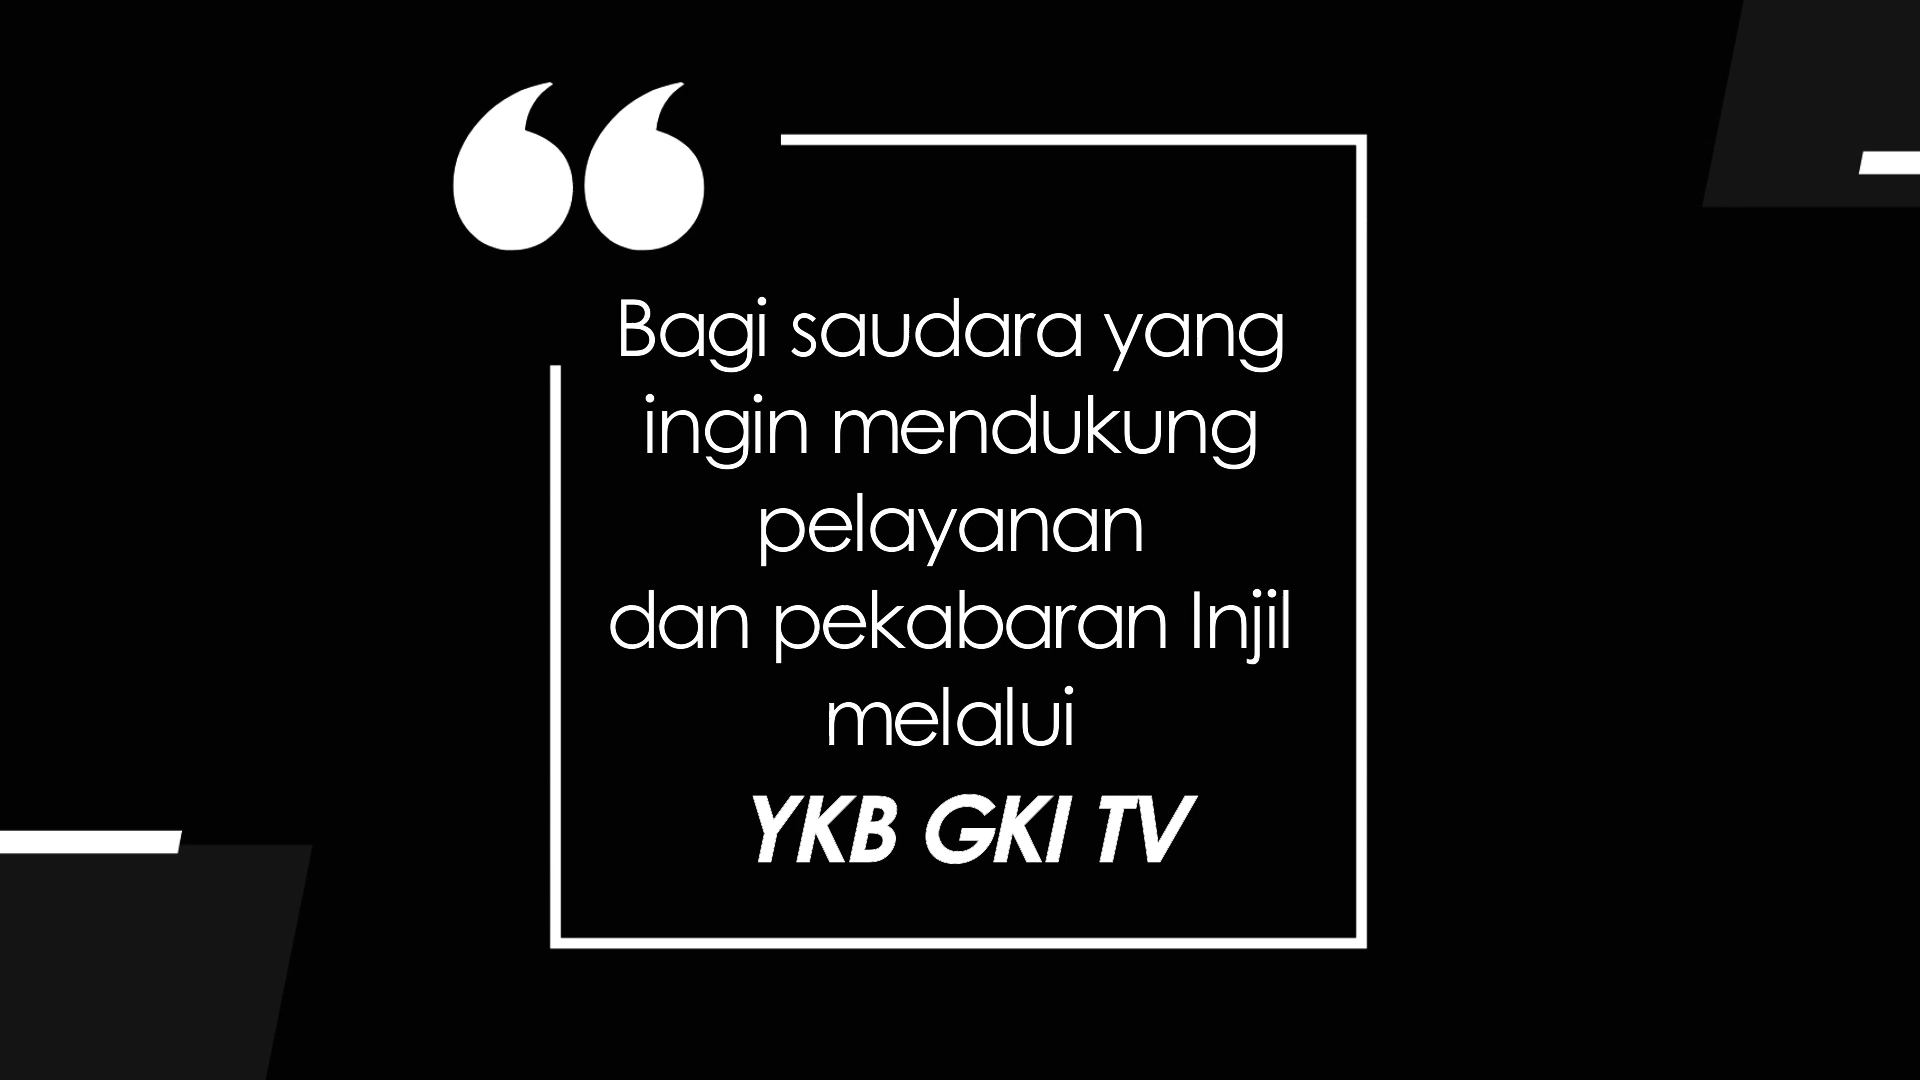 Bagi saudara yang
ingin mendukung
pelayanan
dan pekabaran Injil
melalui
YKB GKI TV